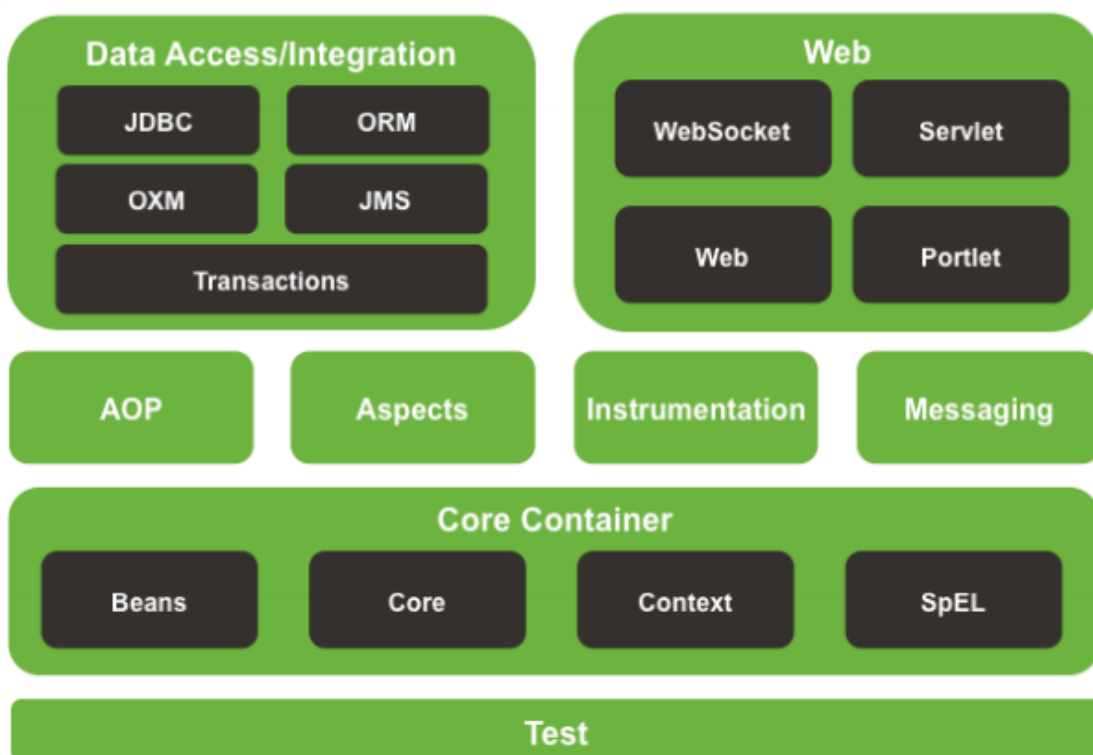 Data Access/Integration
JDBC
ORM
OXM
JMS
Transactions
Web
WebSocket
Servlet
Web
Portlet
AOP
Aspects
Instrumentation
Messaging
Core Container
Beans
Core
Context
SpEL
Test